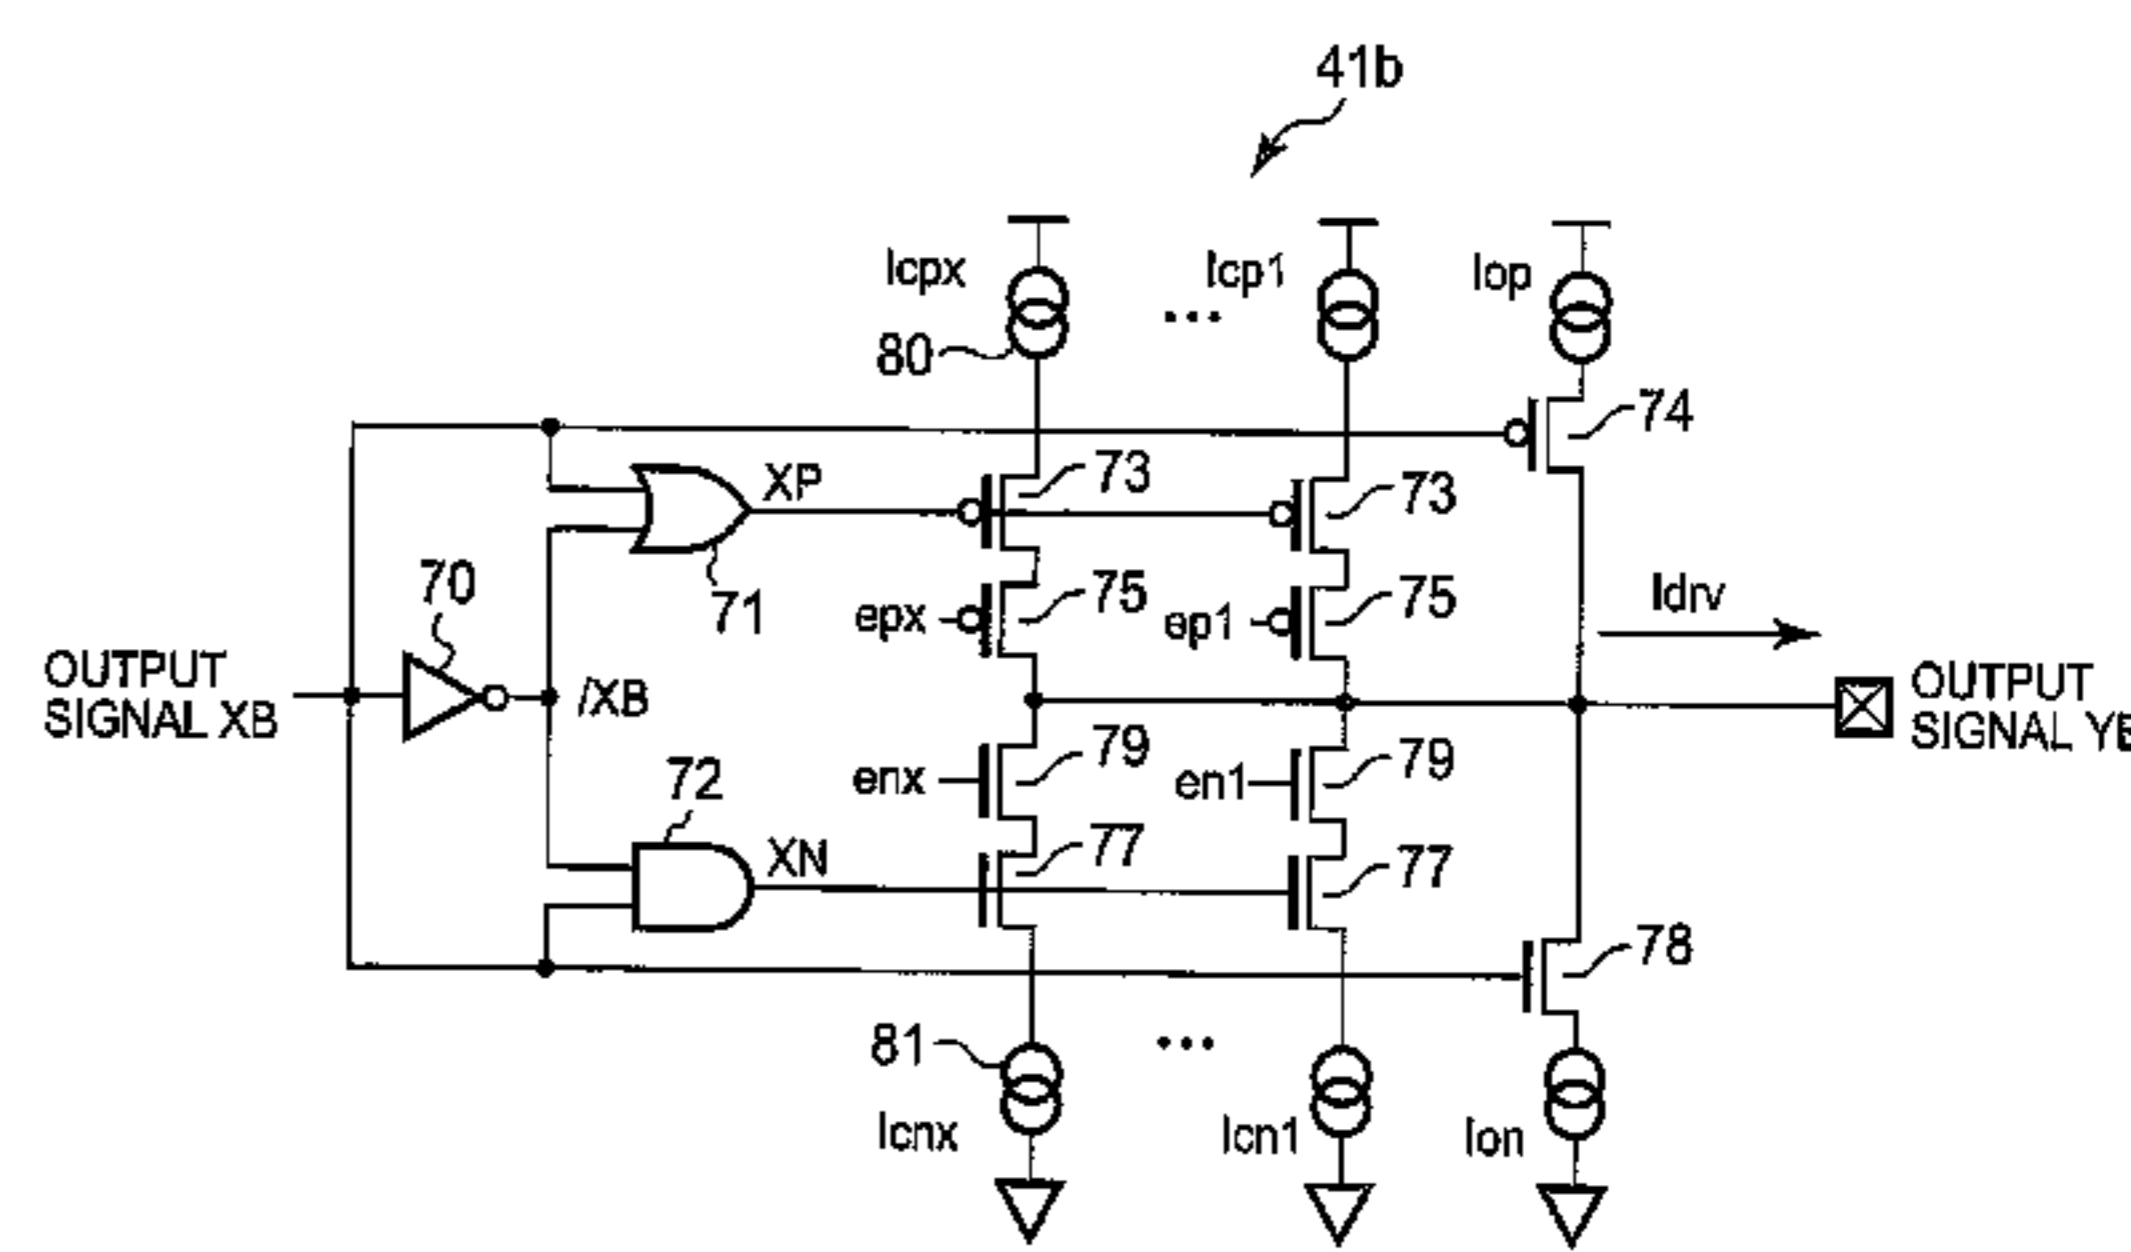 41b
Icpx
Icp1
Iop
80
74
XP
73
73
70
71
epx
75
ep1
75
Idrv
OUTPUT
SIGNAL XB
/XB
OUTPUT
SIGNAL
72
enx
79
en1
79
XN
77
77
78
81
Icnx
Icn1
Ion